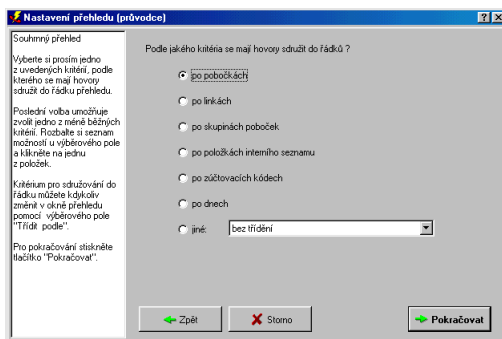 Nastavení přehledu (průvodce)
Souhrnný přehled
Vyberte si prosím jedno
z uvedených kritérií, podle
kterého se mají hovory
sdružit do řádku přehledu.
Poslední volba umožňuje
zvolit jedno z méně běžných
kritérií. Rozbalte si seznam
možností u výběrového pole
a klikněte na jednu
z položek.
Kritérium pro sdružování do
řádku můžete kdykoliv
změnit v okně přehledu
pomocí výběrového pole
"Třídit podle".
Pro pokračování stiskněte
tlačítko "Pokračovat".
Podle jakého kritéria se mají hovory sdružit do řádků ?
po pobočkách
po linkách
po skupinách poboček
po položkách interního seznamu
po zúčtovacích kódech
po dnech
jiné: bez třídění
Zpět Storno Pokračovat